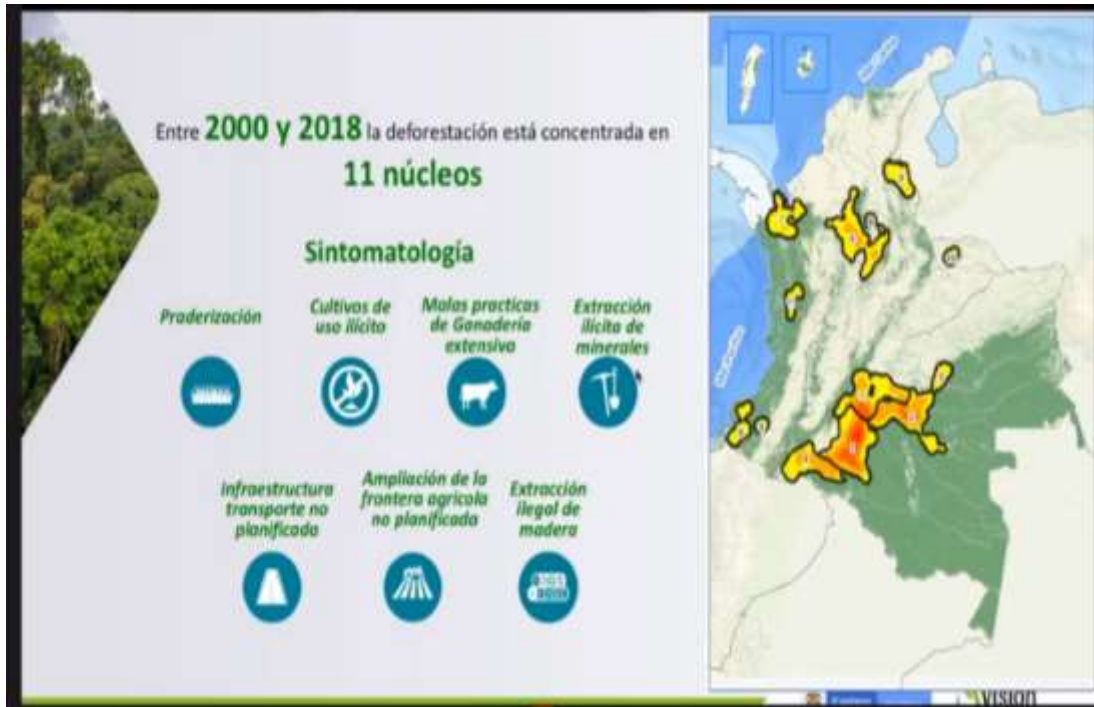 Entre 2000 y 2018 la deforestación está concentrada en
11 núcleos
Sintomatología
Praderización
Cultivos de
uso ilícito
Malas practicas
de Ganadería
extensiva
Extracción
ilícita de
minerales
Infraestructura
transporte no
planificada
Ampliación de la
frontera agrícola
no planificada
Extracción
ilegal de
madera
VISION